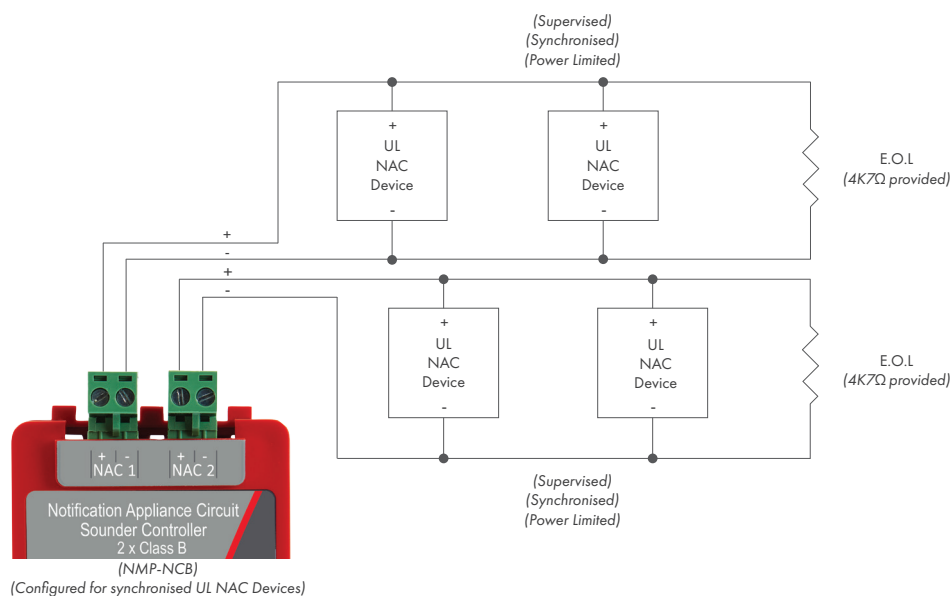 (Supervised)
(Synchronised)
(Power Limited)
+
UL
NAC
Device
-
+
UL
NAC
Device
-
E.O.L
(4K7Ω provided)
+
-
+
-
+
UL
NAC
Device
-
+
UL
NAC
Device
-
E.O.L
(4K7Ω provided)
+ -
NAC 1
+ -
NAC 2
(Supervised)
(Synchronised)
(Power Limited)
Notification Appliance Circuit
Sounder Controller
2 x Class B
(NMP-NCB)
(Configured for synchronised UL NAC Devices)